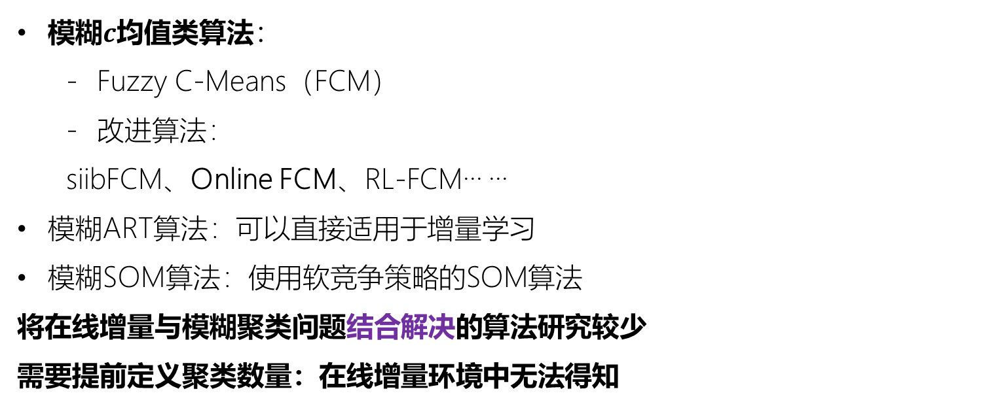 • 模糊c均值类算法：
- Fuzzy C-Means（FCM）
- 改进算法：
siibFCM、Online FCM、RL-FCM… …
• 模糊ART算法：可以直接适用于增量学习
• 模糊SOM算法：使用软竞争策略的SOM算法
将在线增量与模糊聚类问题结合解决的算法研究较少
需要提前定义聚类数量：在线增量环境中无法得知